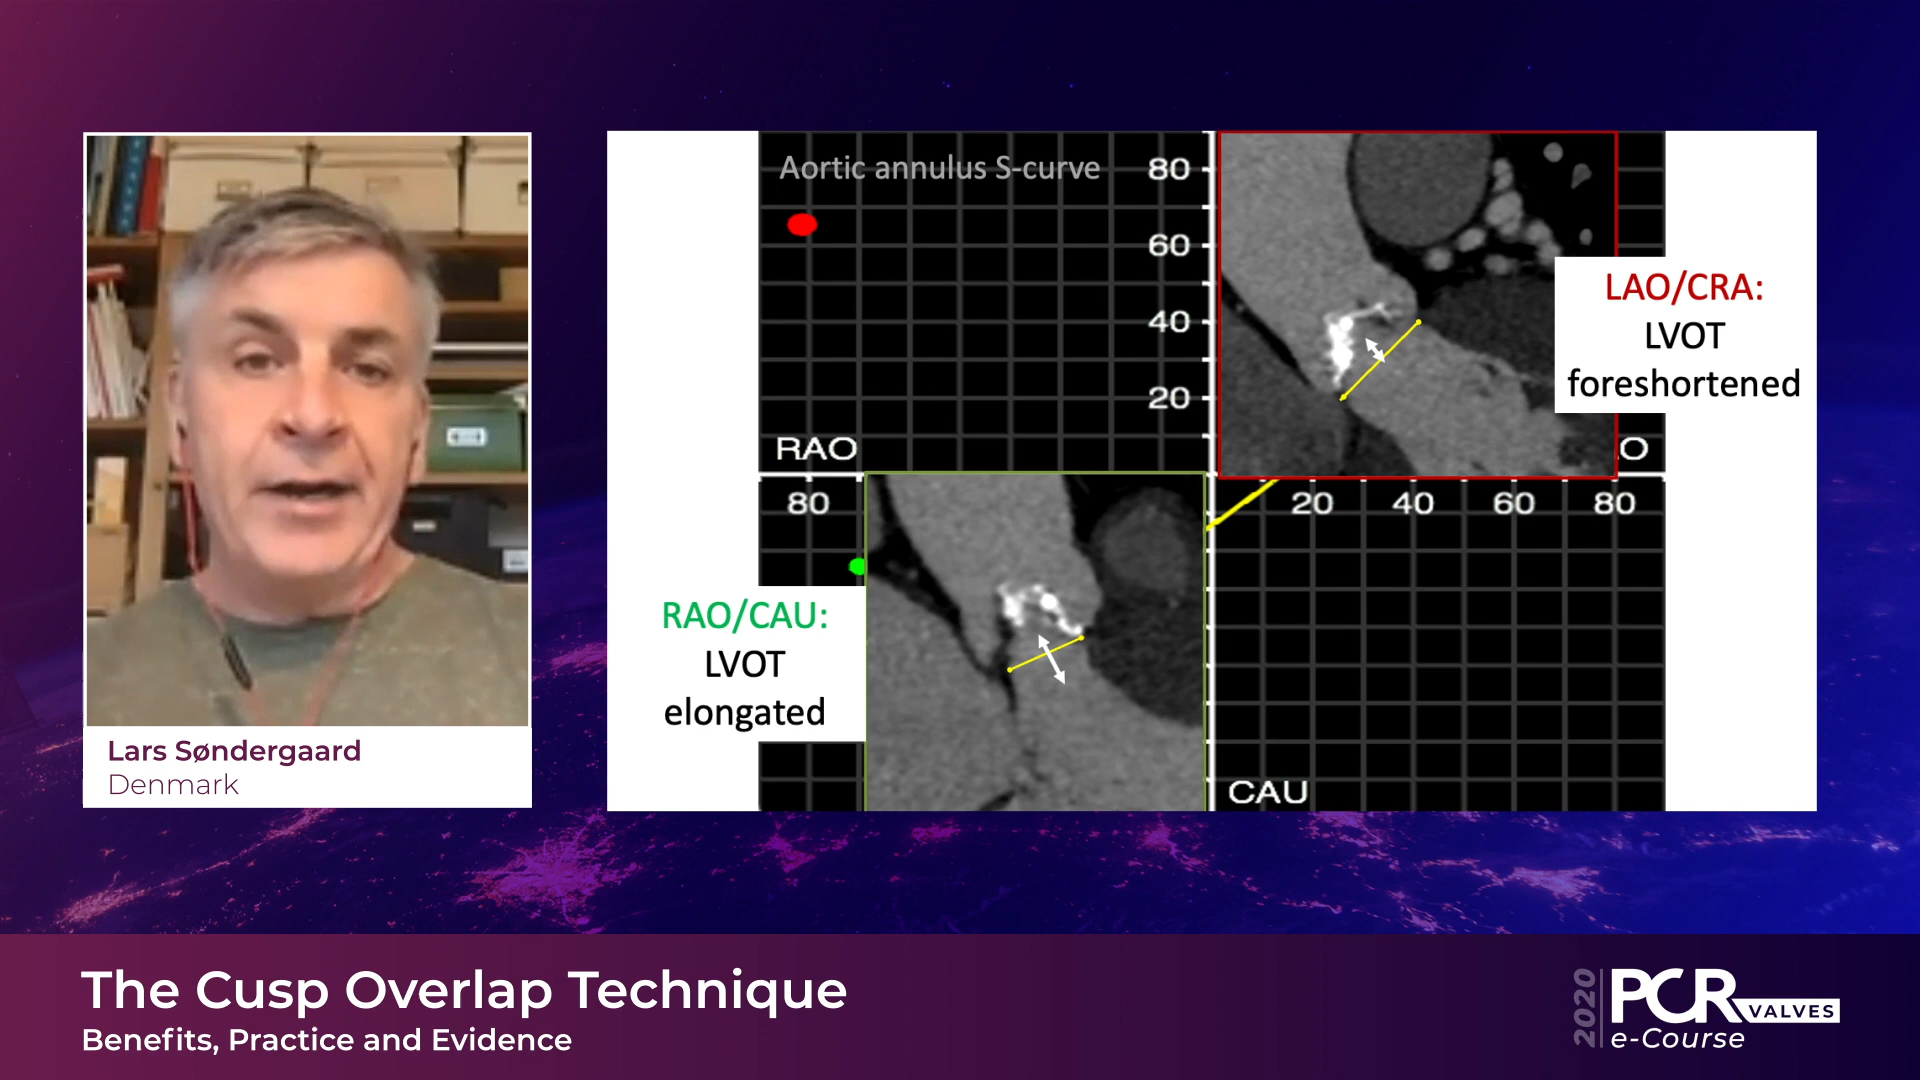 Aortic annulus S-curve
80
60
40
20
RAO
O
LAO/CRA:
LVOT
foreshortened
80
20
40
60
80
RAO/CAU:
LVOT
elongated
CAU
Lars Søndergaard
Denmark
The Cusp Overlap Technique
Benefits, Practice and Evidence
2020
PCR
VALVES
e-Course